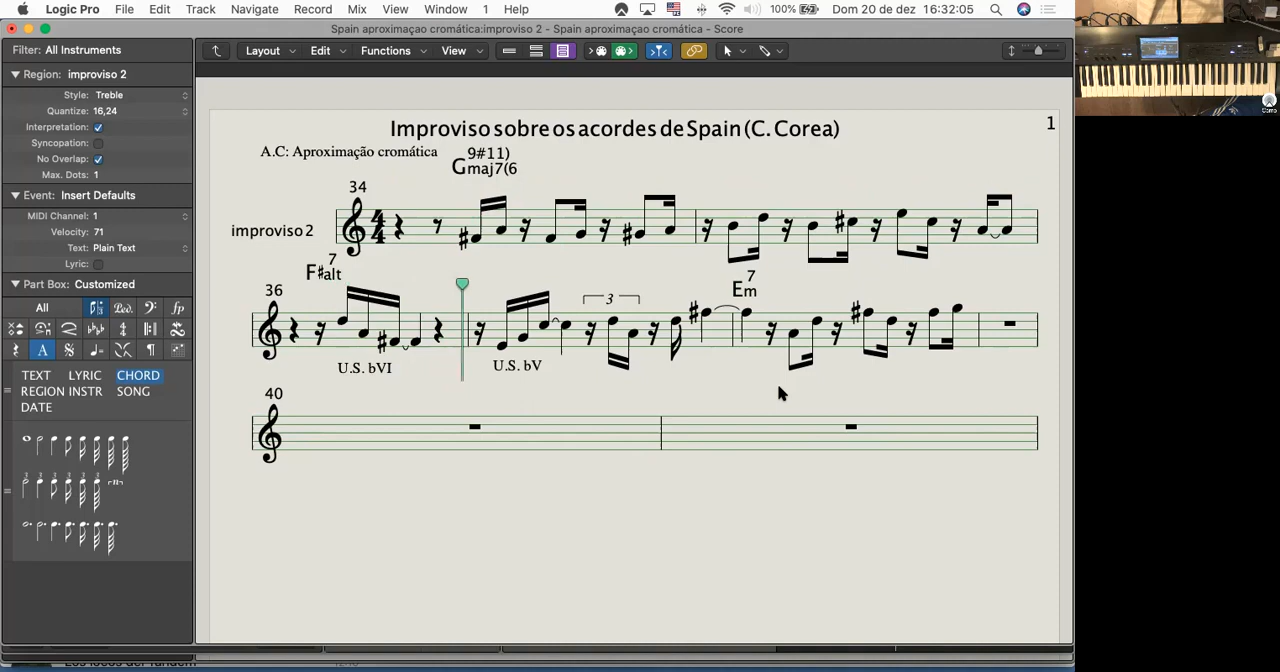 Logic Pro File Edit Track Navigate Record Mix View Window 1 Help 100% Dom 20 de dez 16:32:05
Spain aproximaçao cromática:improviso 2 - Spain aproximaçao cromática - Score
Filter: All Instruments
Layout Edit Functions View
Region: improviso 2
Style: Treble
Quantize: 16,24
Interpretation:
Syncopation:
No Overlap:
Max. Dots: 1
Event: Insert Defaults
MIDI Channel: 1
Velocity: 71
Text: Plain Text
Lyric:
Part Box: Customized
All Ped. fp
A
TEXT LYRIC CHORD
REGION INSTR SONG
DATE
Improviso sobre os acordes de Spain (C. Corea)
1
A.C: Aproximação cromática
9#11)
Gmaj7(6
34
improviso 2
7
F#alt
7
Em
36
3
U.S. bVI
U.S. bV
40